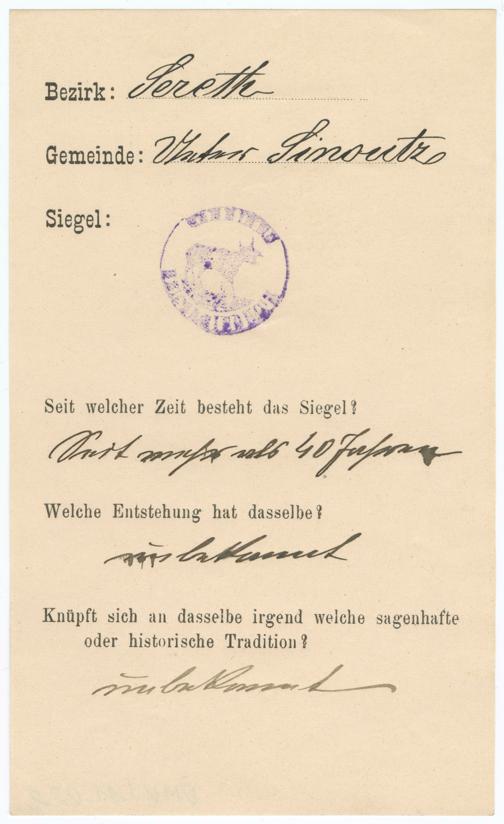 Bezirk: Sereth
Gemeinde: Unter Sinoutz
Siegel:
Seit welcher Zeit besteht das Siegel?
Seit mehr als 40 Jahren
Welche Entstehung hat dasselbe?
unbekannt
Knüpft sich an dasselbe irgend welche sagenhafte
oder historische Tradition?
unbekannt